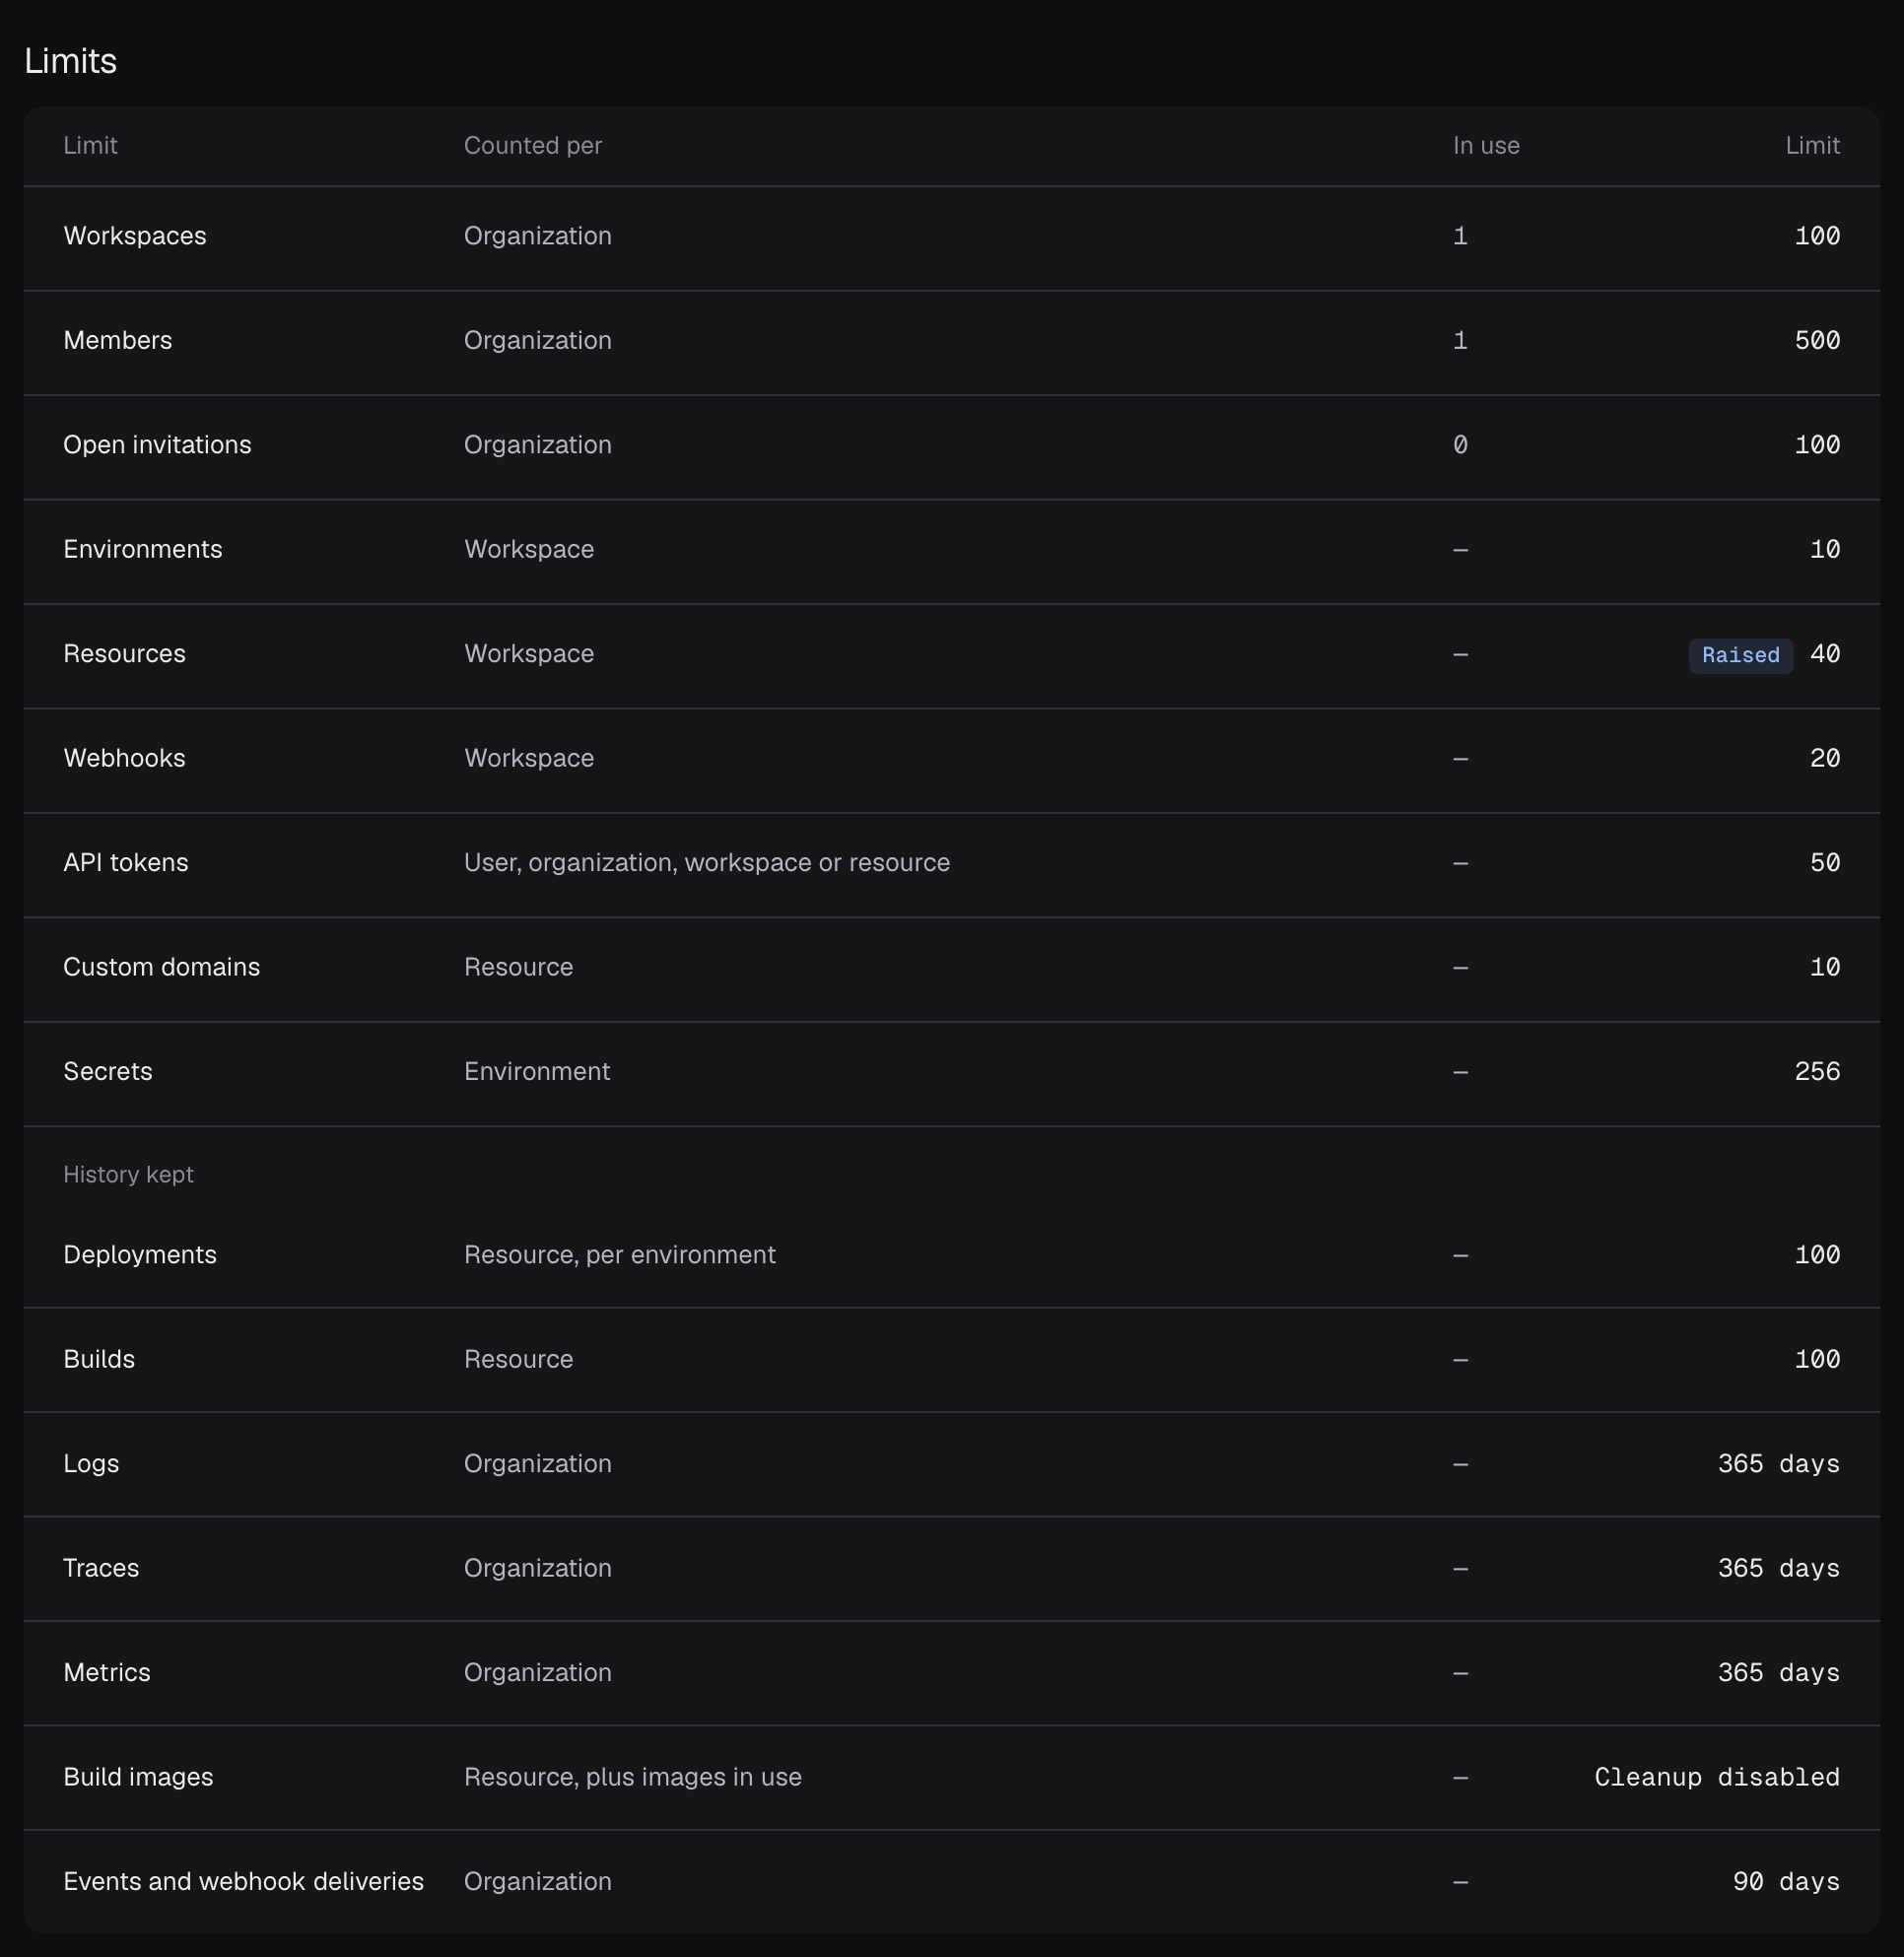 Limits
Limit Counted per In use Limit
Workspaces Organization 1 100
Members Organization 1 500
Open invitations Organization 0 100
Environments Workspace — 10
Resources Workspace — Raised 40
Webhooks Workspace — 20
API tokens User, organization, workspace or resource — 50
Custom domains Resource — 10
Secrets Environment — 256
History kept
Deployments Resource, per environment — 100
Builds Resource — 100
Logs Organization — 365 days
Traces Organization — 365 days
Metrics Organization — 365 days
Build images Resource, plus images in use — Cleanup disabled
Events and webhook deliveries Organization — 90 days